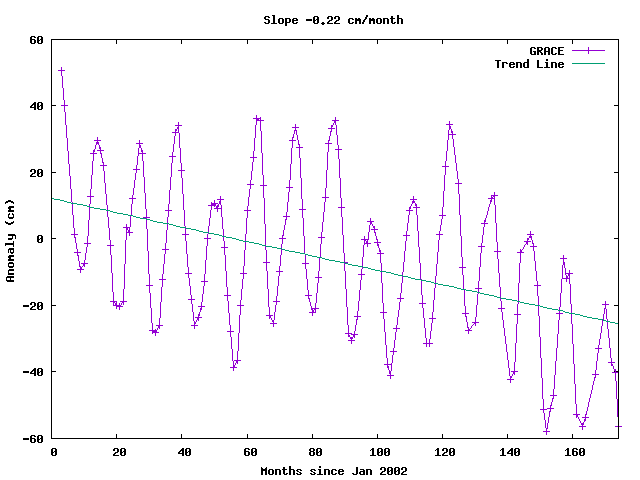 Slope -0.22 cm/month
GRACE
Trend Line
60
40
20
0
-20
-40
-60
Anomaly (cm)
0 20 40 60 80 100 120 140 160
Months since Jan 2002